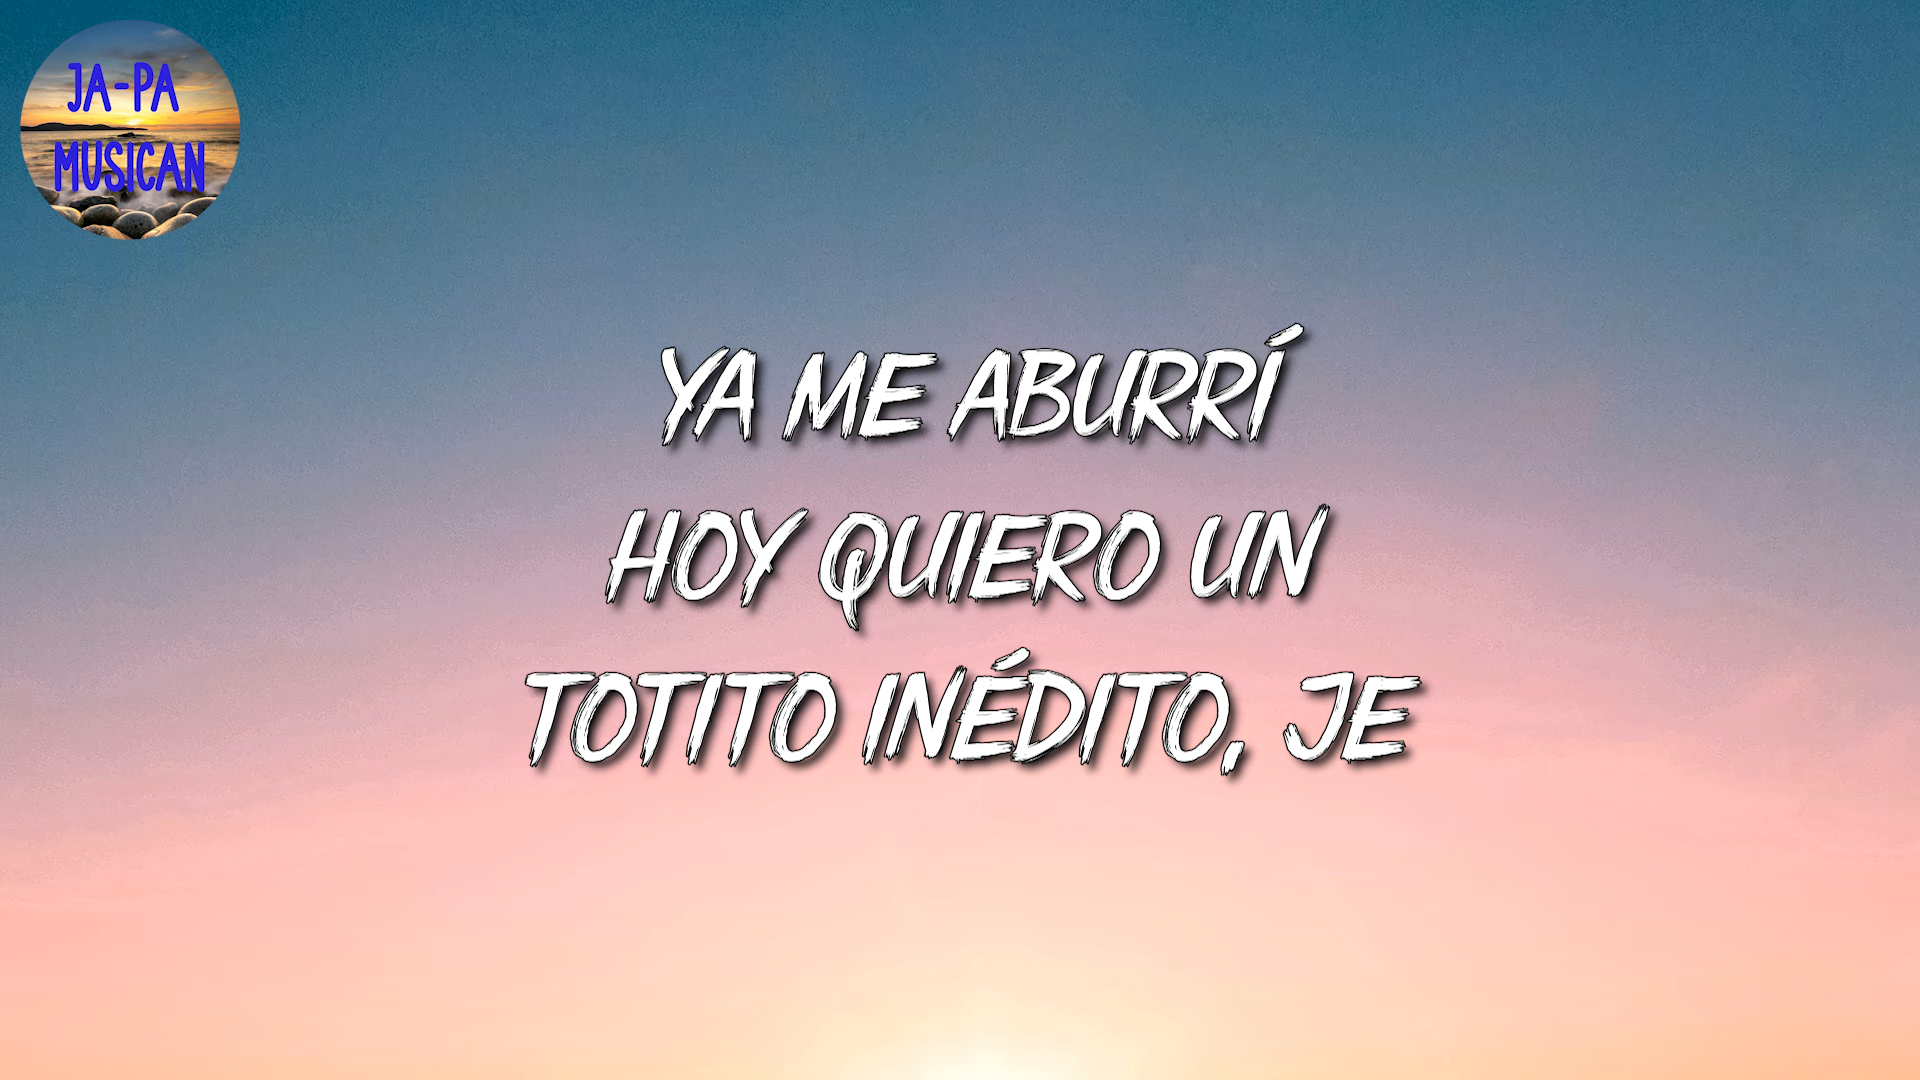 JA-PA
MUSICAN
YA ME ABURRÍ
HOY QUIERO UN
TOTITO INÉDITO, JE